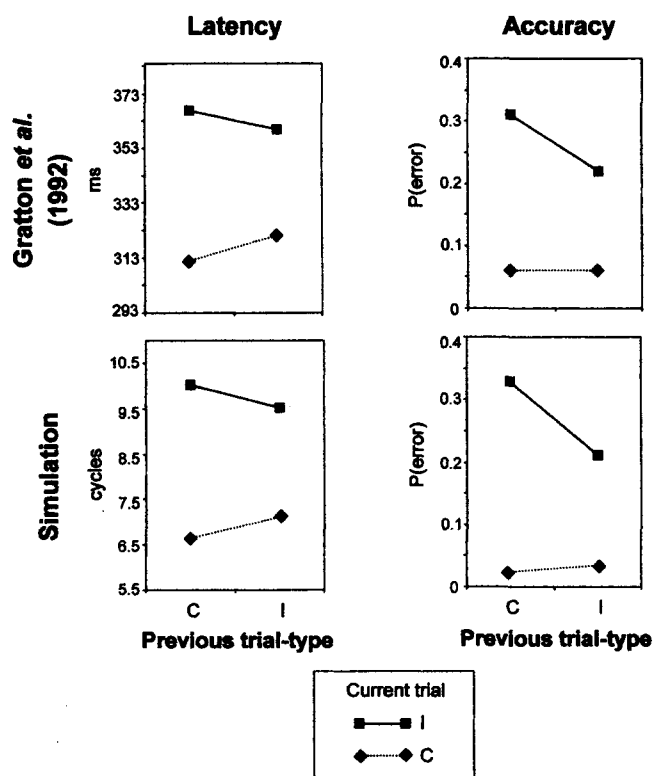 Latency
Accuracy
Gratton et al.
(1992)
ms
373
353
333
313
293
P(error)
0.4
0.3
0.2
0.1
0
Simulation
cycles
10.5
9.5
8.5
7.5
6.5
5.5
C I
Previous trial-type
P(error)
0.4
0.3
0.2
0.1
0
C I
Previous trial-type
Current trial
I
C